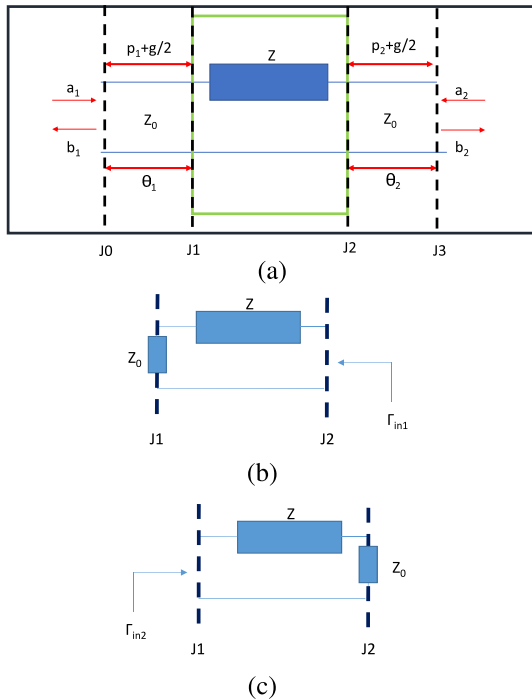 p₁+g/2
Z
p₂+g/2
a₁
a₂
Z₀
Z₀
b₁
b₂
θ₁
θ₂
J0
J1
J2
J3
(a)
Z
Z₀
Γin1
J1
J2
(b)
Z
Z₀
Γin2
J1
J2
(c)